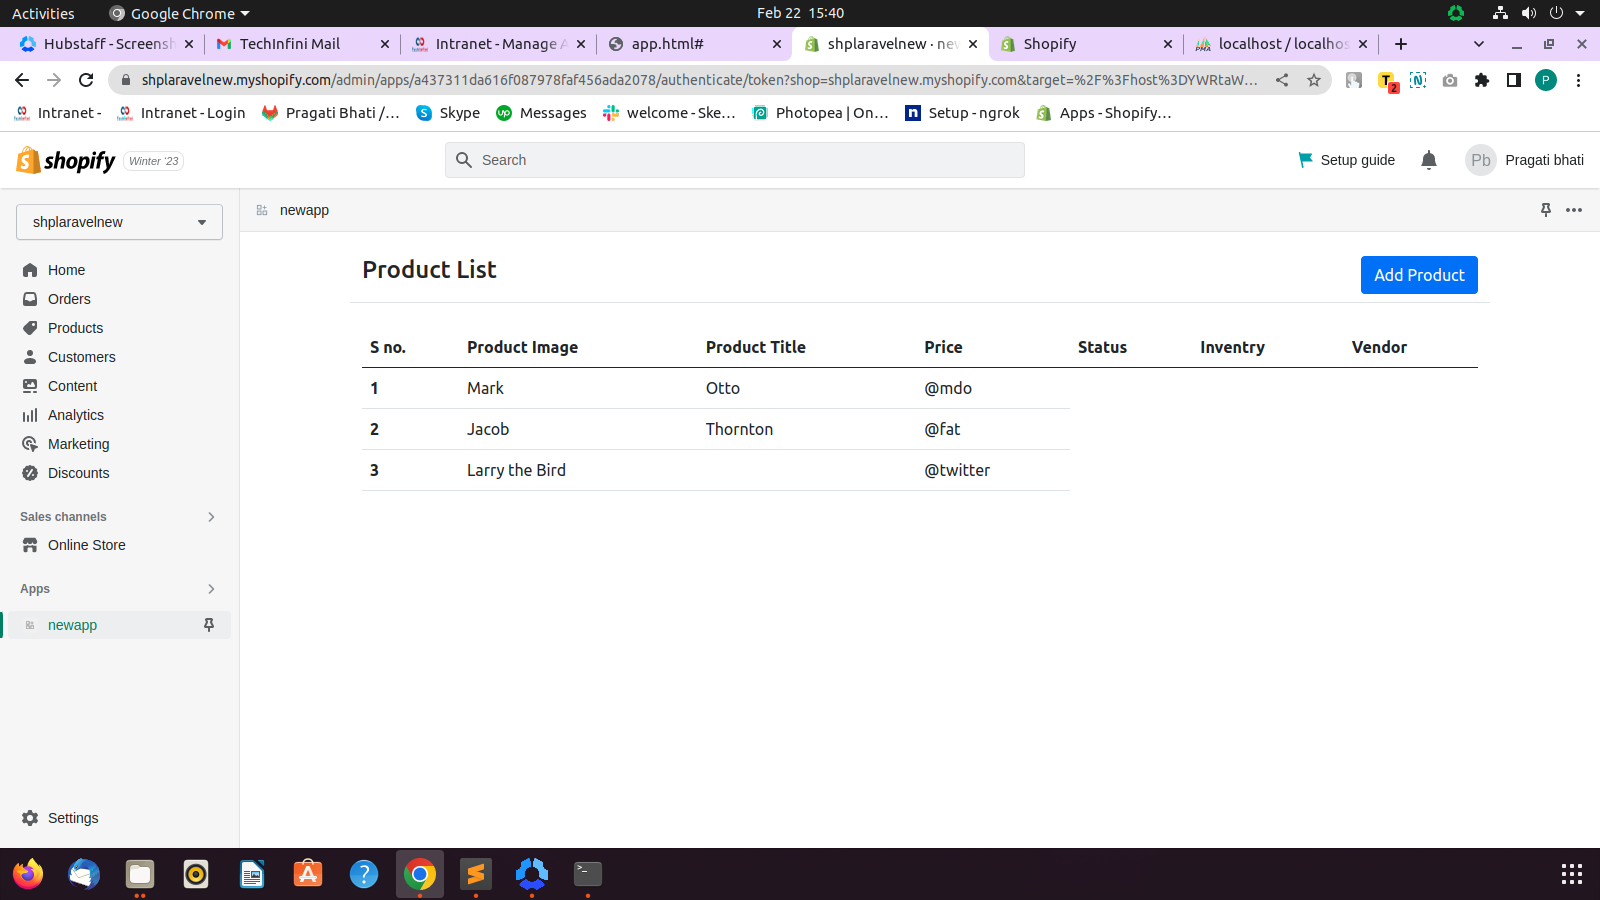 Activities Google Chrome Feb 22 15:40
Hubstaff - Screensh TechInfini Mail Intranet - Manage A app.html# shplaravelnew · new Shopify localhost / localhos
shplaravelnew.myshopify.com/admin/apps/a437311da616f087978faf456ada2078/authenticate/token?shop=shplaravelnew.myshopify.com&target=%2F%3Fhost%3DYWRtaW... T 2 N P
Intranet - Intranet - Login Pragati Bhati /... Skype up Messages welcome - Ske... Photopea | On... n Setup - ngrok Apps - Shopify...
shopify Winter '23 Search Setup guide Pb Pragati bhati
shplaravelnew
newapp
Home
Orders
Products
Customers
Content
Analytics
Marketing
Discounts
Sales channels
Online Store
Apps
newapp
Settings
Product List Add Product
S no. Product Image Product Title Price Status Inventry Vendor
1 Mark Otto @mdo
2 Jacob Thornton @fat
3 Larry the Bird @twitter